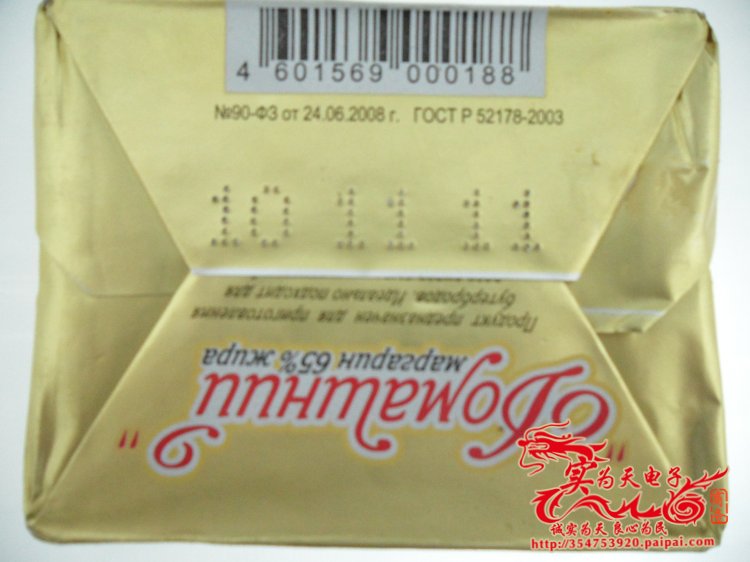 4 601569 000188
№90-ФЗ от 24.06.2008 г. ГОСТ Р 52178-2003
10 11 11
"Домашний"
маргарин 65% жира
Продукт предназначен для приготовления
бутербродов. Идеально подходит для
实为天电子
诚实为天 良心为民
http://354753920.paipai.com